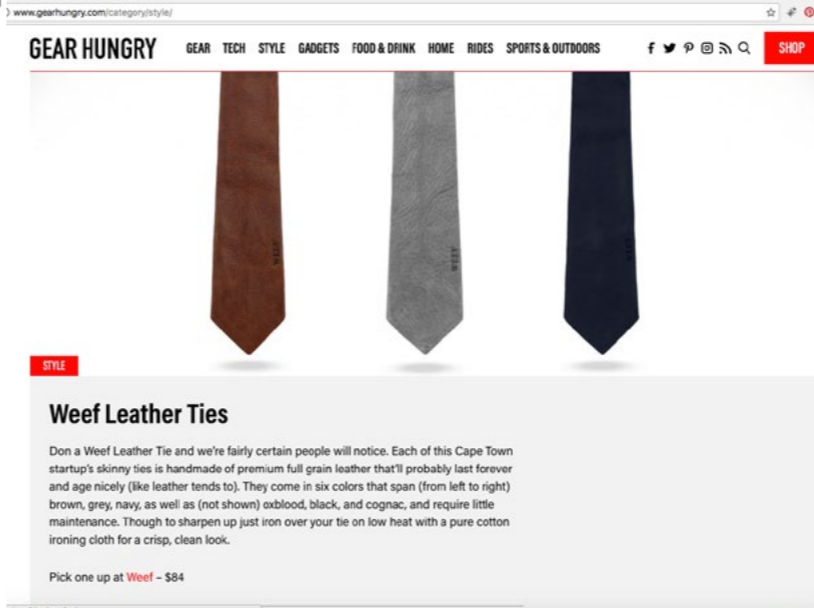 www.gearhungry.com/category/style/
GEAR HUNGRY GEAR TECH STYLE GADGETS FOOD & DRINK HOME RIDES SPORTS & OUTDOORS SHOP
WEEF WEEF WEEF
STYLE
Weef Leather Ties
Don a Weef Leather Tie and we're fairly certain people will notice. Each of this Cape Town
startup's skinny ties is handmade of premium full grain leather that'll probably last forever
and age nicely (like leather tends to). They come in six colors that span (from left to right)
brown, grey, navy, as well as (not shown) oxblood, black, and cognac, and require little
maintenance. Though to sharpen up just iron over your tie on low heat with a pure cotton
ironing cloth for a crisp, clean look.
Pick one up at Weef – $84